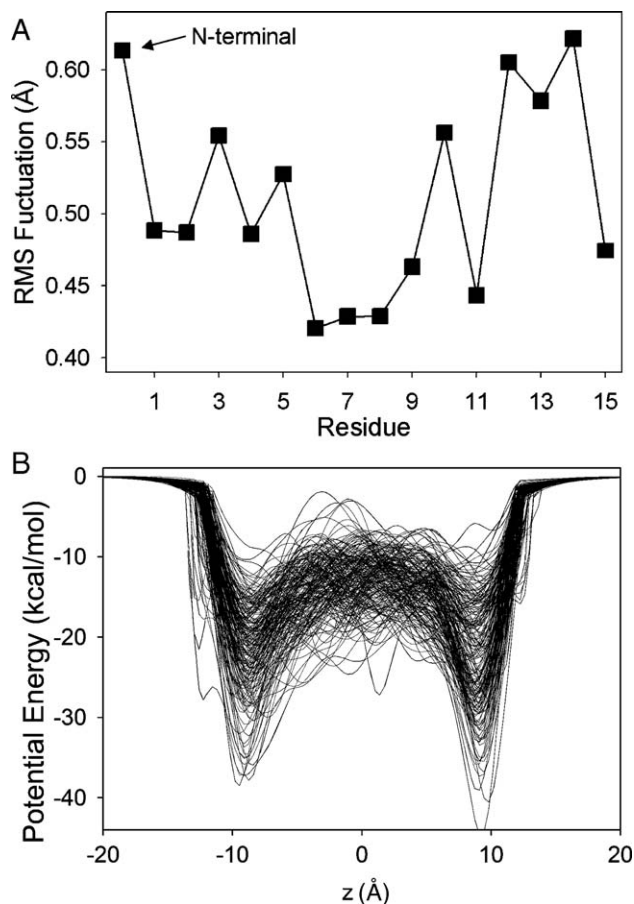 A
N-terminal
RMS Fuctuation (Å)
0.60
0.55
0.50
0.45
0.40
1 3 5 7 9 11 13 15
Residue
B
Potential Energy (kcal/mol)
0
-10
-20
-30
-40
-20 -10 0 10 20
z (Å)